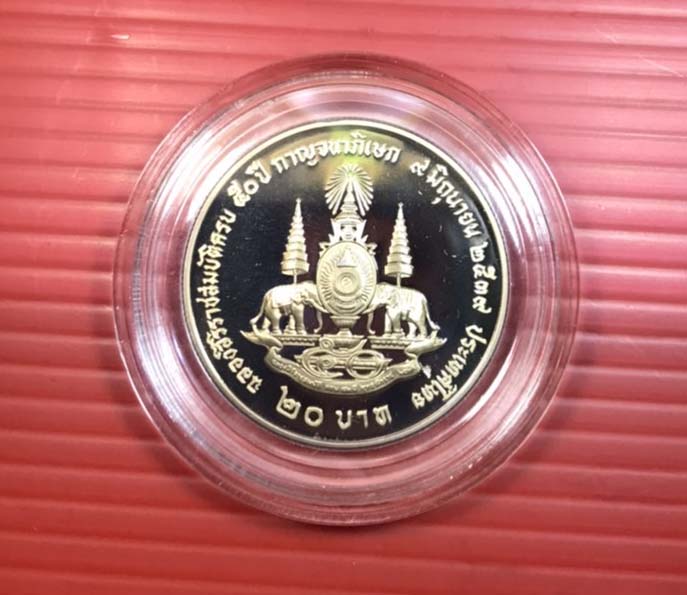 ฉลองสิริราชสมบัติครบ ๕๐ ปี กาญจนาภิเษก ๙ มิถุนายน ๒๕๓๙ ประเทศไทย
๒๐ บาท